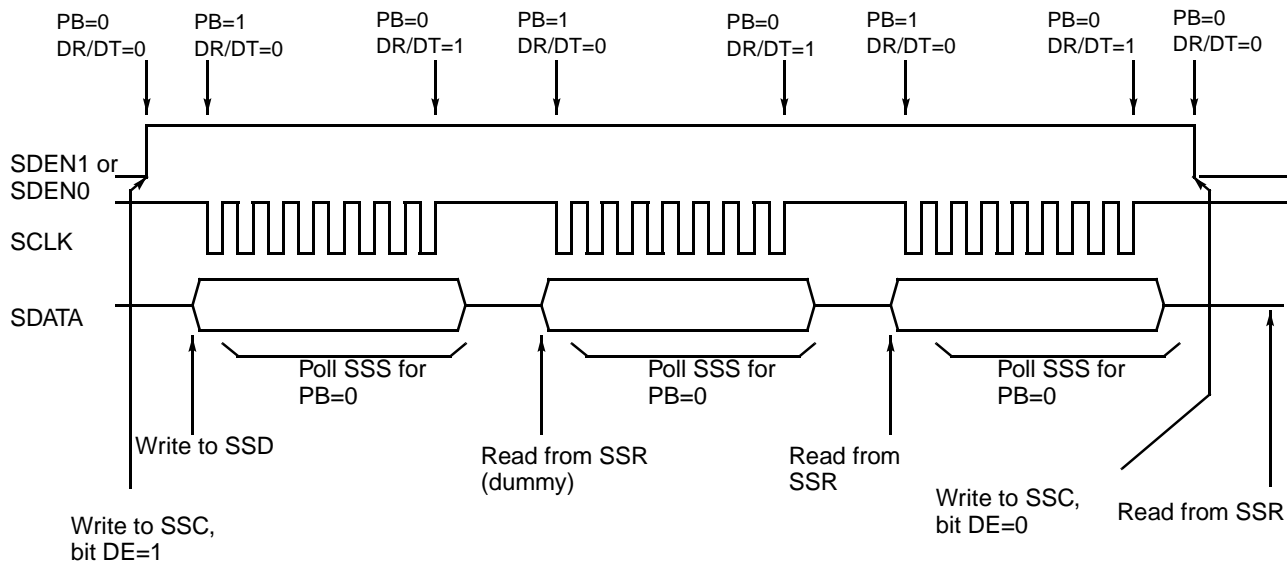 PB=0
DR/DT=0
PB=1
DR/DT=0
PB=0
DR/DT=1
PB=1
DR/DT=0
PB=0
DR/DT=1
PB=1
DR/DT=0
PB=0
DR/DT=1
PB=0
DR/DT=0
SDEN1 or
SDEN0
SCLK
SDATA
Poll SSS for
PB=0
Poll SSS for
PB=0
Poll SSS for
PB=0
Write to SSD
Read from SSR
(dummy)
Read from
SSR
Write to SSC,
bit DE=0
Read from SSR
Write to SSC,
bit DE=1